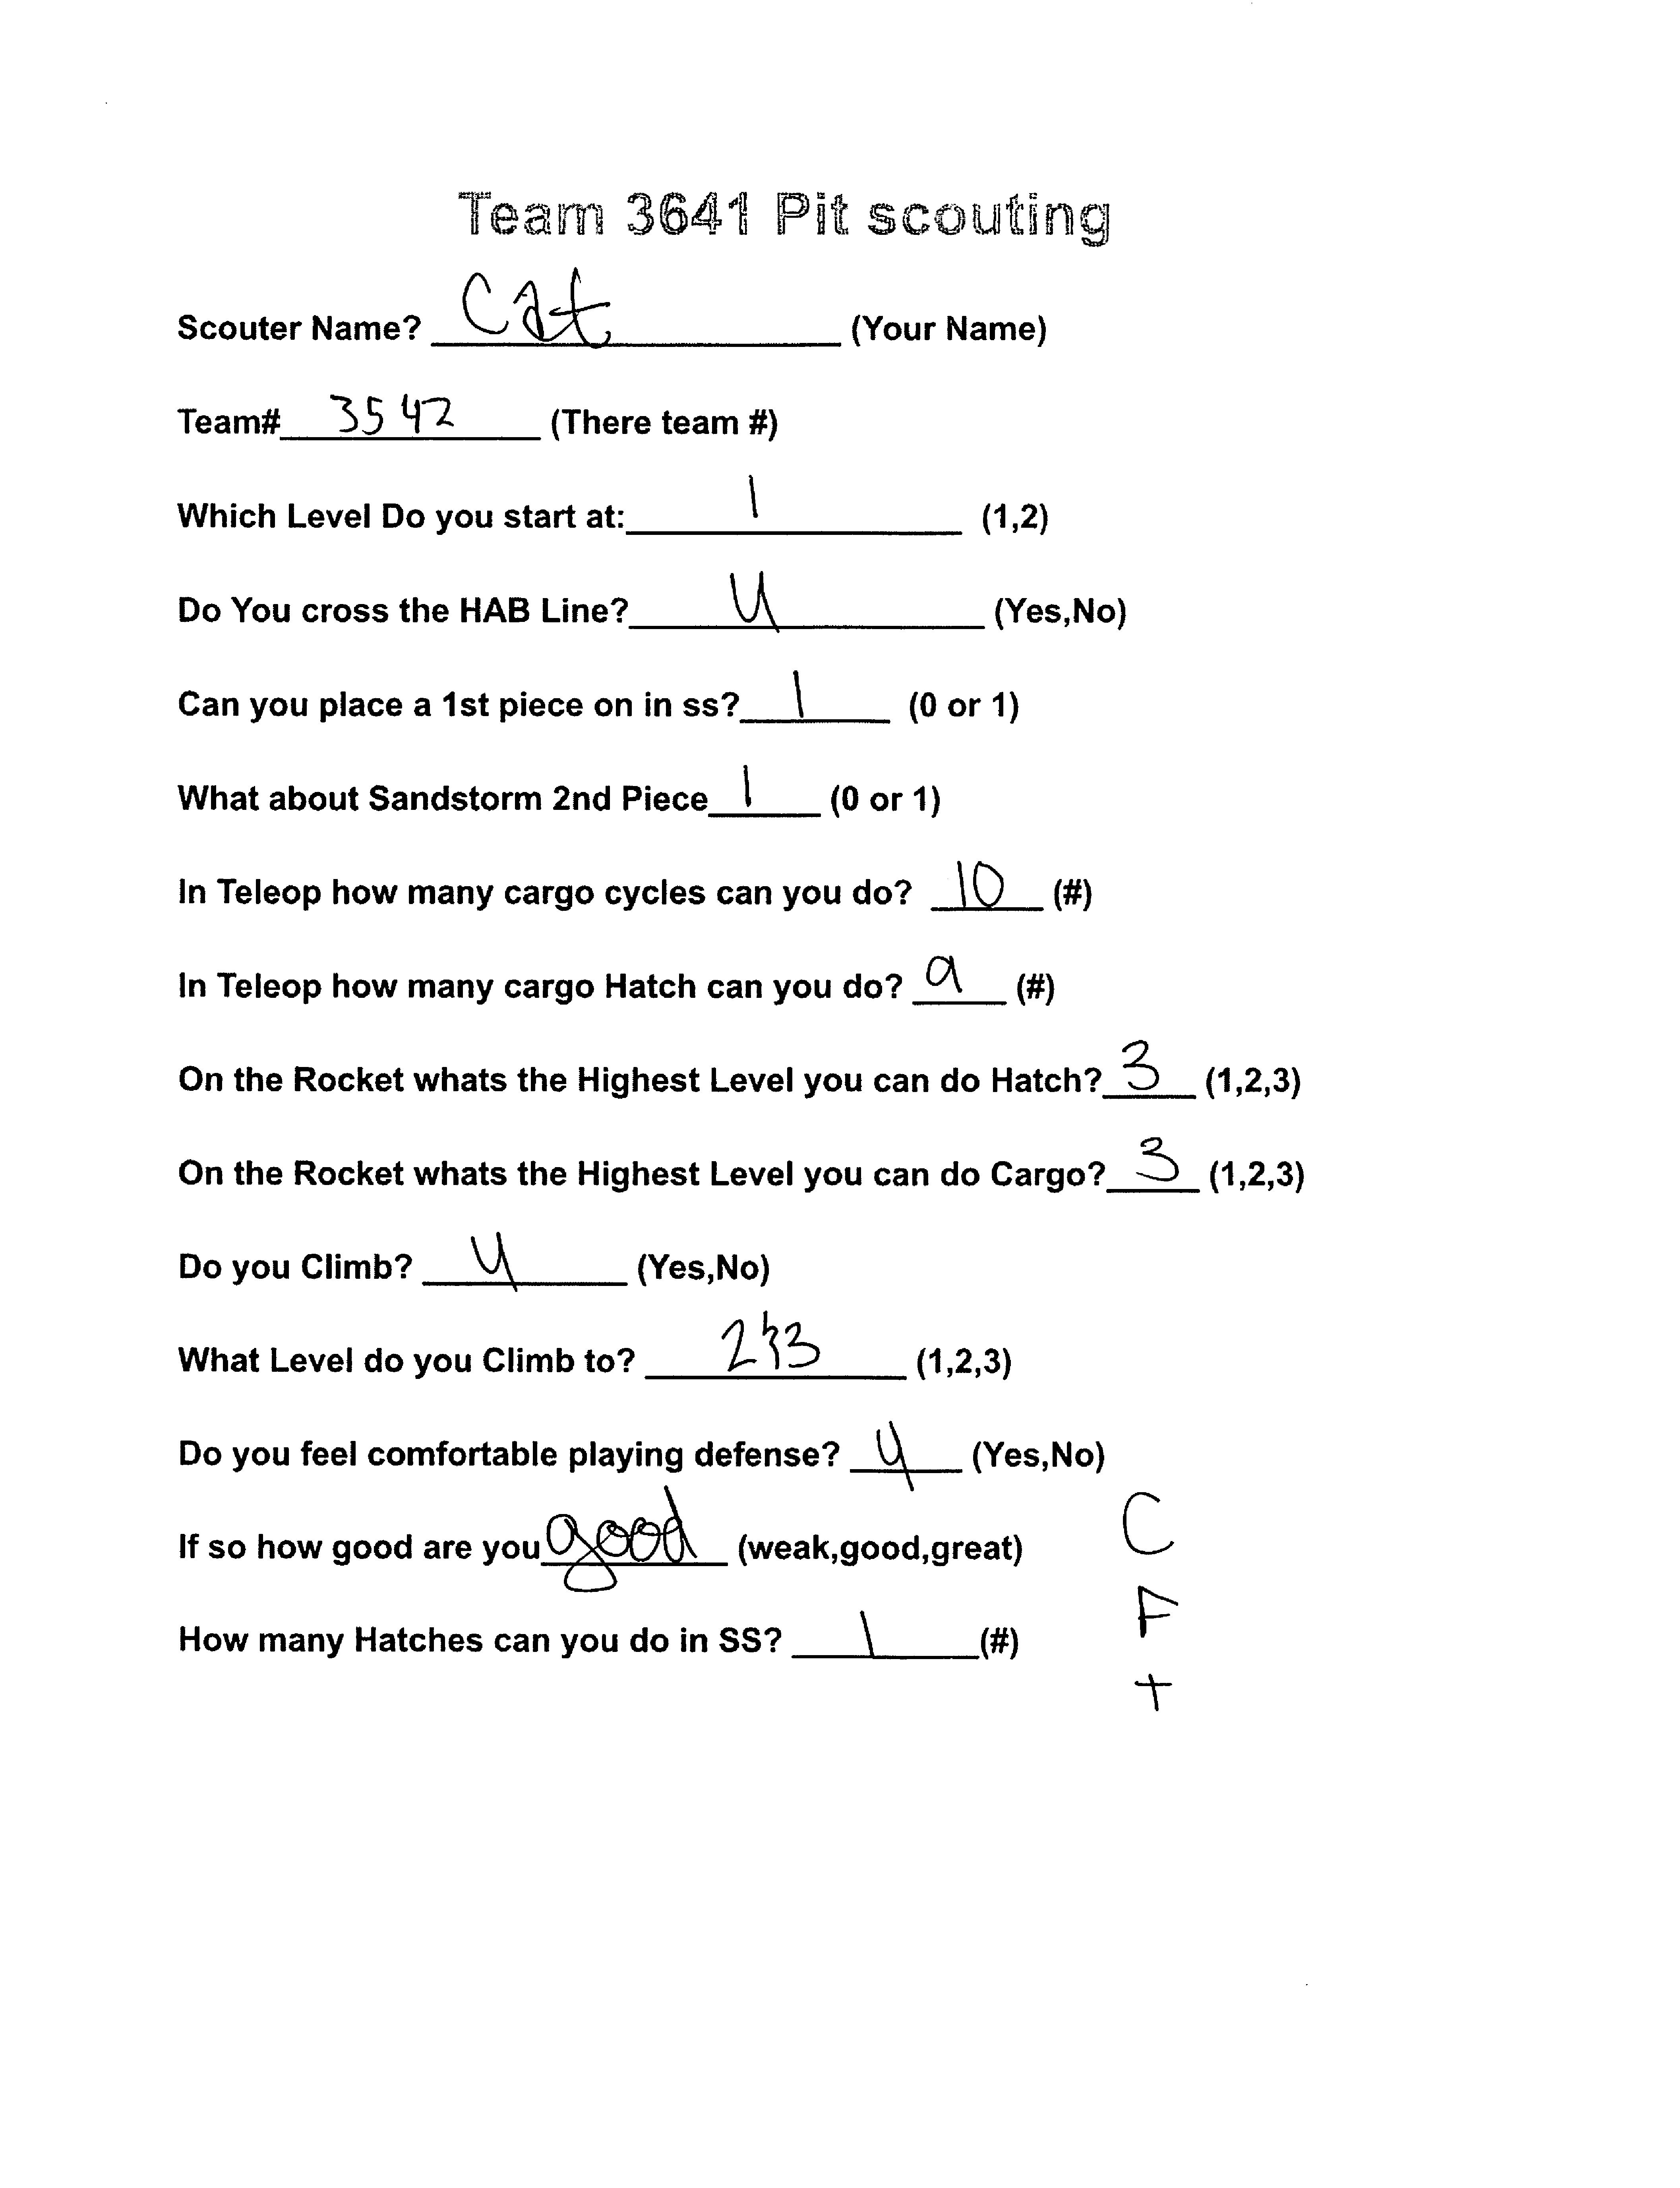 Team 3641 Pit scouting
Scouter Name? Cat (Your Name)
Team# 3542 (There team #)
Which Level Do you start at: 1 (1,2)
Do You cross the HAB Line? y (Yes,No)
Can you place a 1st piece on in ss? 1 (0 or 1)
What about Sandstorm 2nd Piece 1 (0 or 1)
In Teleop how many cargo cycles can you do? 10 (#)
In Teleop how many cargo Hatch can you do? 9 (#)
On the Rocket whats the Highest Level you can do Hatch? 3 (1,2,3)
On the Rocket whats the Highest Level you can do Cargo? 3 (1,2,3)
Do you Climb? y (Yes,No)
What Level do you Climb to? 2&3 (1,2,3)
Do you feel comfortable playing defense? y (Yes,No)
If so how good are you good (weak,good,great)
How many Hatches can you do in SS? 1 (#)
C
F
+